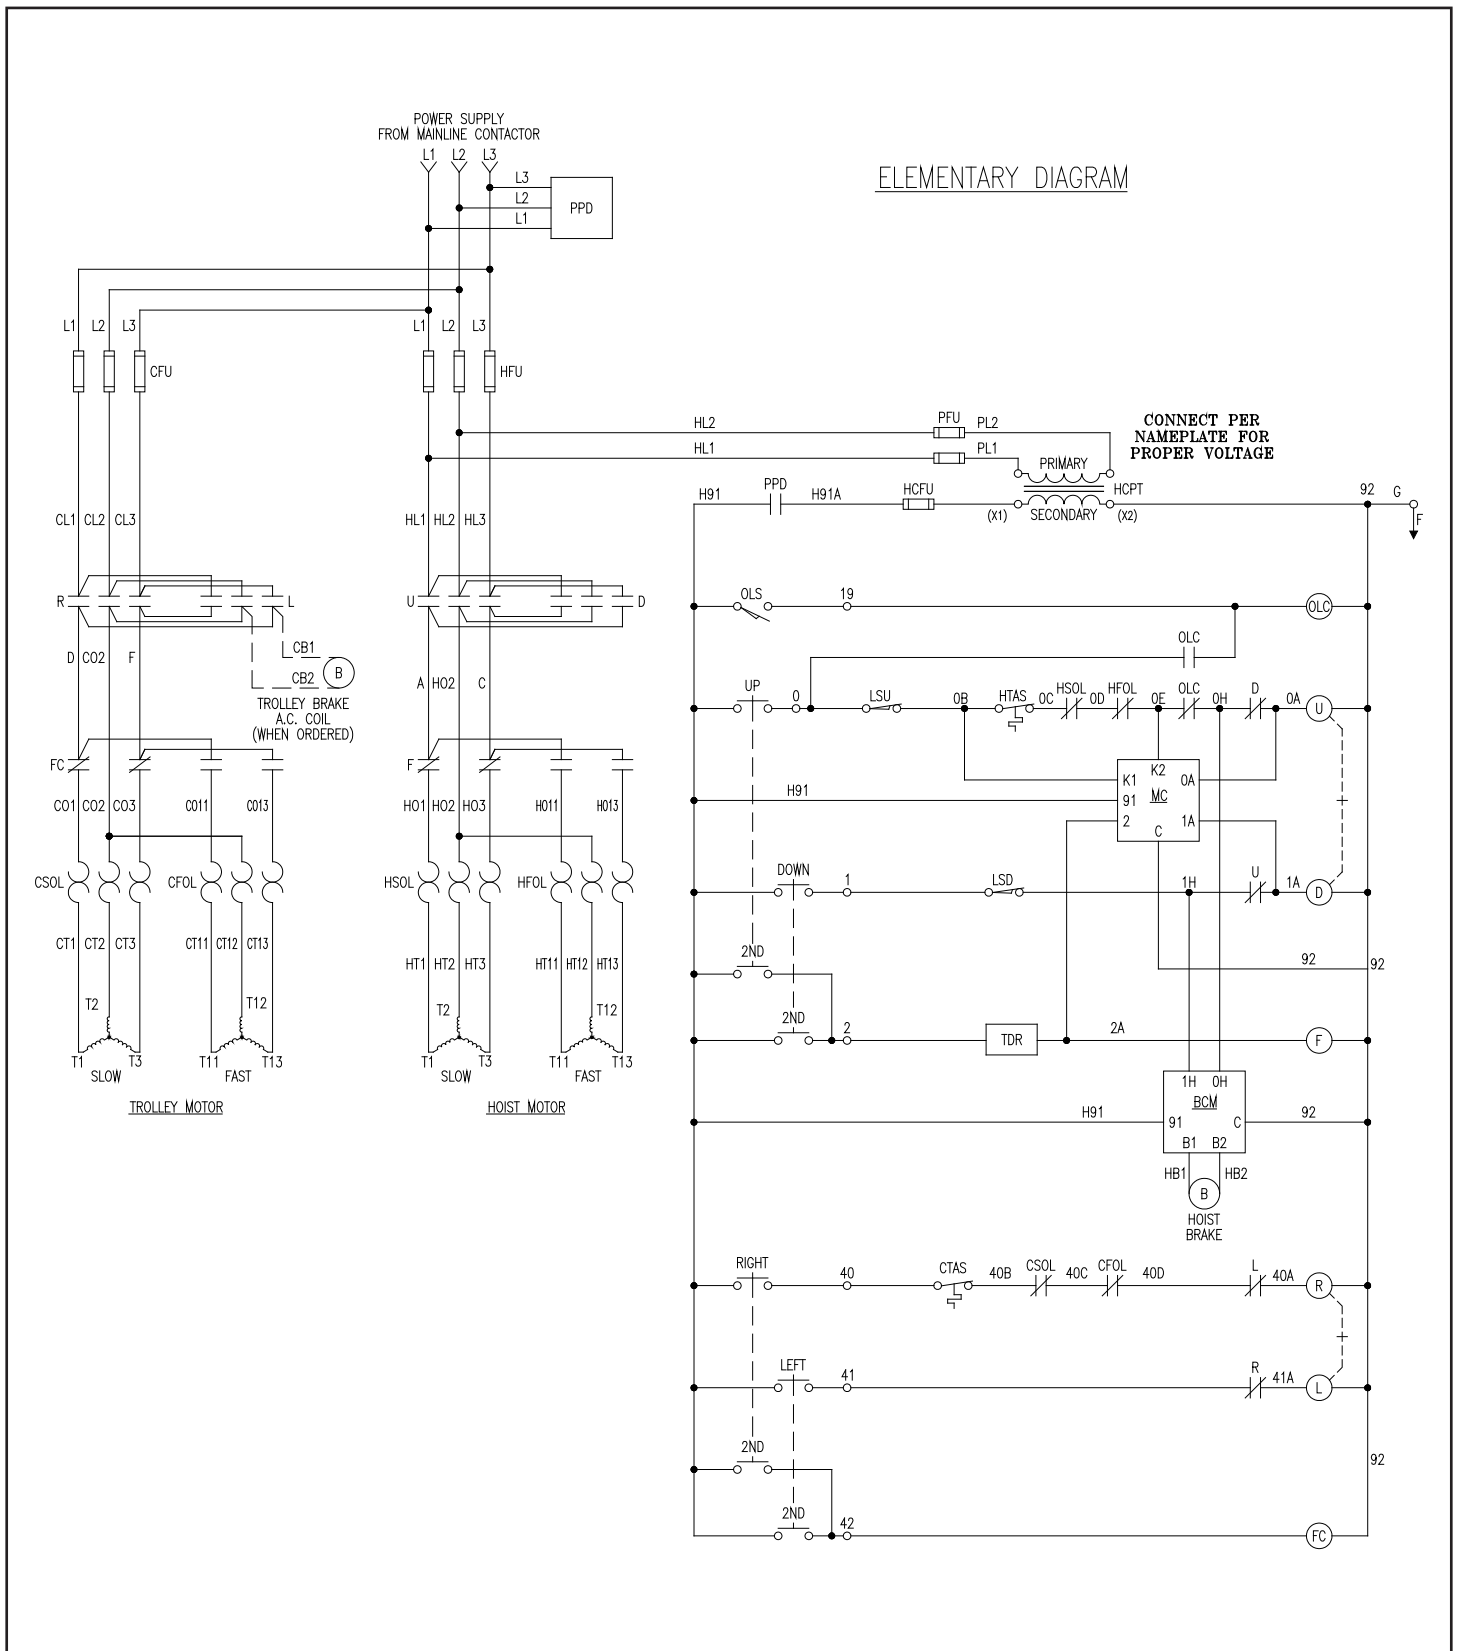 POWER SUPPLY
FROM MAINLINE CONTACTOR
L1 L2 L3
ELEMENTARY DIAGRAM
L3
L2
L1
PPD
L1 L2 L3
CFU
L1 L2 L3
HFU
HL2 PFU PL2
HL1 PL1
CONNECT PER
NAMEPLATE FOR
PROPER VOLTAGE
PRIMARY
H91 PPD H91A HCFU
HCPT
(X1) SECONDARY (X2)
92 G
F
CL1 CL2 CL3
HL1 HL2 HL3
R L
U D
OLS 19 OLC
D CO2 F
CB1
CB2
B
TROLLEY BRAKE
A.C. COIL
(WHEN ORDERED)
A HO2 C
OLC
UP 0 LSU 0B HTAS 0C HSOL 0D HFOL 0E OLC 0H D 0A U
FC
F
K1 K2 0A
H91 91 MC
2 1A
C
CO1 CO2 CO3 CO11 CO13
HO1 HO2 HO3 HO11 HO13
CSOL CFOL
HSOL HFOL
DOWN 1 LSD 1H U 1A D
CT1 CT2 CT3 CT11 CT12 CT13
HT1 HT2 HT3 HT11 HT12 HT13
2ND
92 92
T2 T12
T2 T12
2ND 2 TDR 2A F
T1 T3 T11 T13
SLOW FAST
TROLLEY MOTOR
T1 T3 T11 T13
SLOW FAST
HOIST MOTOR
1H 0H
BCM
H91 91 C 92
B1 B2
HB1 HB2
B
HOIST
BRAKE
RIGHT 40 CTAS 40B CSOL 40C CFOL 40D L 40A R
LEFT 41 R 41A L
2ND
92
2ND 42 FC